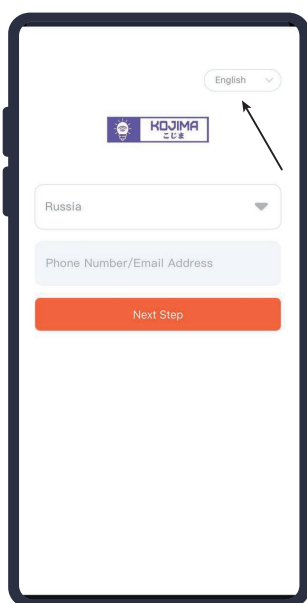 English
KOJIMA
こじま
Russia
Phone Number/Email Address
Next Step